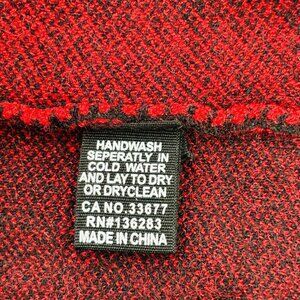 HANDWASH
SEPERATLY IN
COLD WATER
AND LAY TO DRY
OR DRYCLEAN
CA NO.33677
RN#136283
MADE IN CHINA